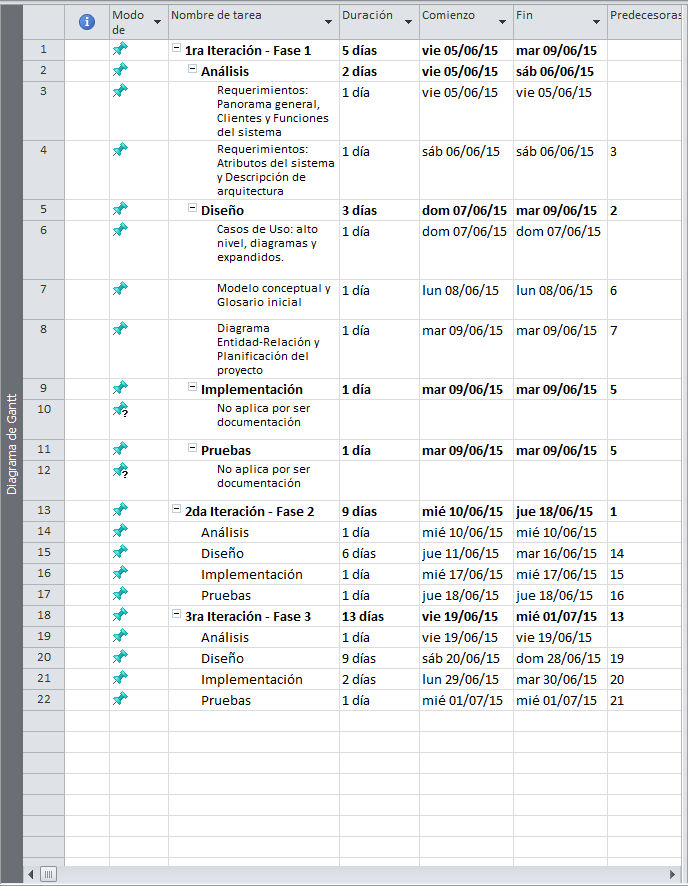 Modo de Nombre de tarea Duración Comienzo Fin Predecesoras
1 1ra Iteración - Fase 1 5 días vie 05/06/15 mar 09/06/15
2 Análisis 2 días vie 05/06/15 sáb 06/06/15
3 Requerimientos: 1 día vie 05/06/15 vie 05/06/15
Panorama general,
Clientes y Funciones
del sistema
4 Requerimientos: 1 día sáb 06/06/15 sáb 06/06/15 3
Atributos del sistema
y Descripción de
arquitectura
5 Diseño 3 días dom 07/06/15 mar 09/06/15 2
6 Casos de Uso: alto 1 día dom 07/06/15 dom 07/06/15
nivel, diagramas y
expandidos.
7 Modelo conceptual y 1 día lun 08/06/15 lun 08/06/15 6
Glosario inicial
8 Diagrama 1 día mar 09/06/15 mar 09/06/15 7
Entidad-Relación y
Planificación del
proyecto
9 Implementación 1 día mar 09/06/15 mar 09/06/15 5
10 No aplica por ser
documentación
11 Pruebas 1 día mar 09/06/15 mar 09/06/15 5
12 No aplica por ser
documentación
13 2da Iteración - Fase 2 9 días mié 10/06/15 jue 18/06/15 1
14 Análisis 1 día mié 10/06/15 mié 10/06/15
15 Diseño 6 días jue 11/06/15 mar 16/06/15 14
16 Implementación 1 día mié 17/06/15 mié 17/06/15 15
17 Pruebas 1 día jue 18/06/15 jue 18/06/15 16
18 3ra Iteración - Fase 3 13 días vie 19/06/15 mié 01/07/15 13
19 Análisis 1 día vie 19/06/15 vie 19/06/15
20 Diseño 9 días sáb 20/06/15 dom 28/06/15 19
21 Implementación 2 días lun 29/06/15 mar 30/06/15 20
22 Pruebas 1 día mié 01/07/15 mié 01/07/15 21
Diagrama de Gantt